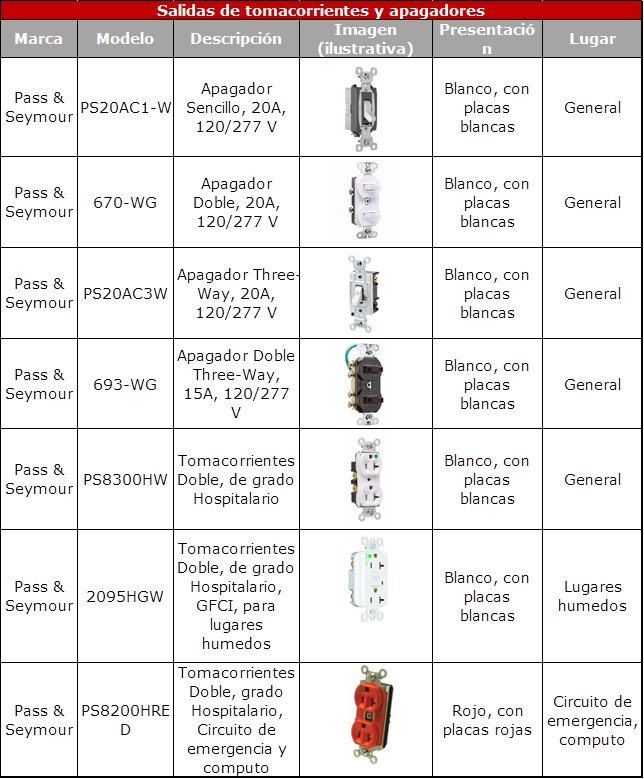 Salidas de tomacorrientes y apagadores
Marca
Modelo
Descripción
Imagen
(ilustrativa)
Presentació
n
Lugar
Pass &
Seymour
PS20AC1-W
Apagador
Sencillo, 20A,
120/277 V
Blanco, con
placas
blancas
General
Pass &
Seymour
670-WG
Apagador
Doble, 20A,
120/277 V
Blanco, con
placas
blancas
General
Pass &
Seymour
PS20AC3W
Apagador Three-
Way, 20A,
120/277 V
Blanco, con
placas
blancas
General
Pass &
Seymour
693-WG
Apagador Doble
Three-Way,
15A, 120/277
V
Blanco, con
placas
blancas
General
Pass &
Seymour
PS8300HW
Tomacorrientes
Doble, de grado
Hospitalario
Blanco, con
placas
blancas
General
Pass &
Seymour
2095HGW
Tomacorrientes
Doble, de grado
Hospitalario,
GFCI, para
lugares
humedos
Blanco, con
placas
blancas
Lugares
humedos
Pass &
Seymour
PS8200HRE
D
Tomacorrientes
Doble, grado
Hospitalario,
Circuito de
emergencia y
computo
Rojo, con
placas rojas
Circuito de
emergencia,
computo